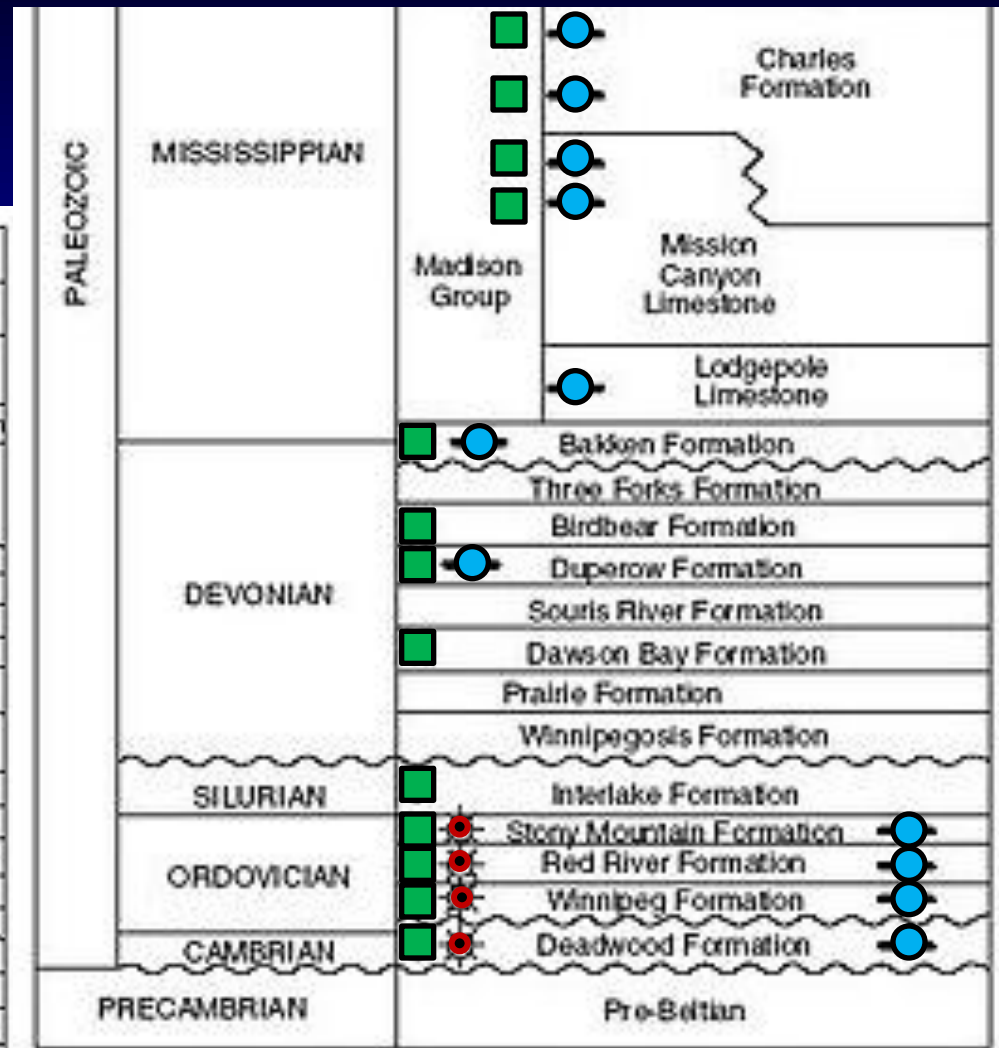 PALEOZOIC
MISSISSIPPIAN
Madison
Group
Charles
Formation
Mission
Canyon
Limestone
Lodgepole
Limestone
Bakken Formation
DEVONIAN
Three Forks Formation
Birdbear Formation
Duperow Formation
Souris River Formation
Dawson Bay Formation
Prairie Formation
Winnipegosis Formation
SILURIAN
Interlake Formation
ORDOVICIAN
Stony Mountain Formation
Red River Formation
Winnipeg Formation
CAMBRIAN
Deadwood Formation
PRECAMBRIAN
Pre-Beltian